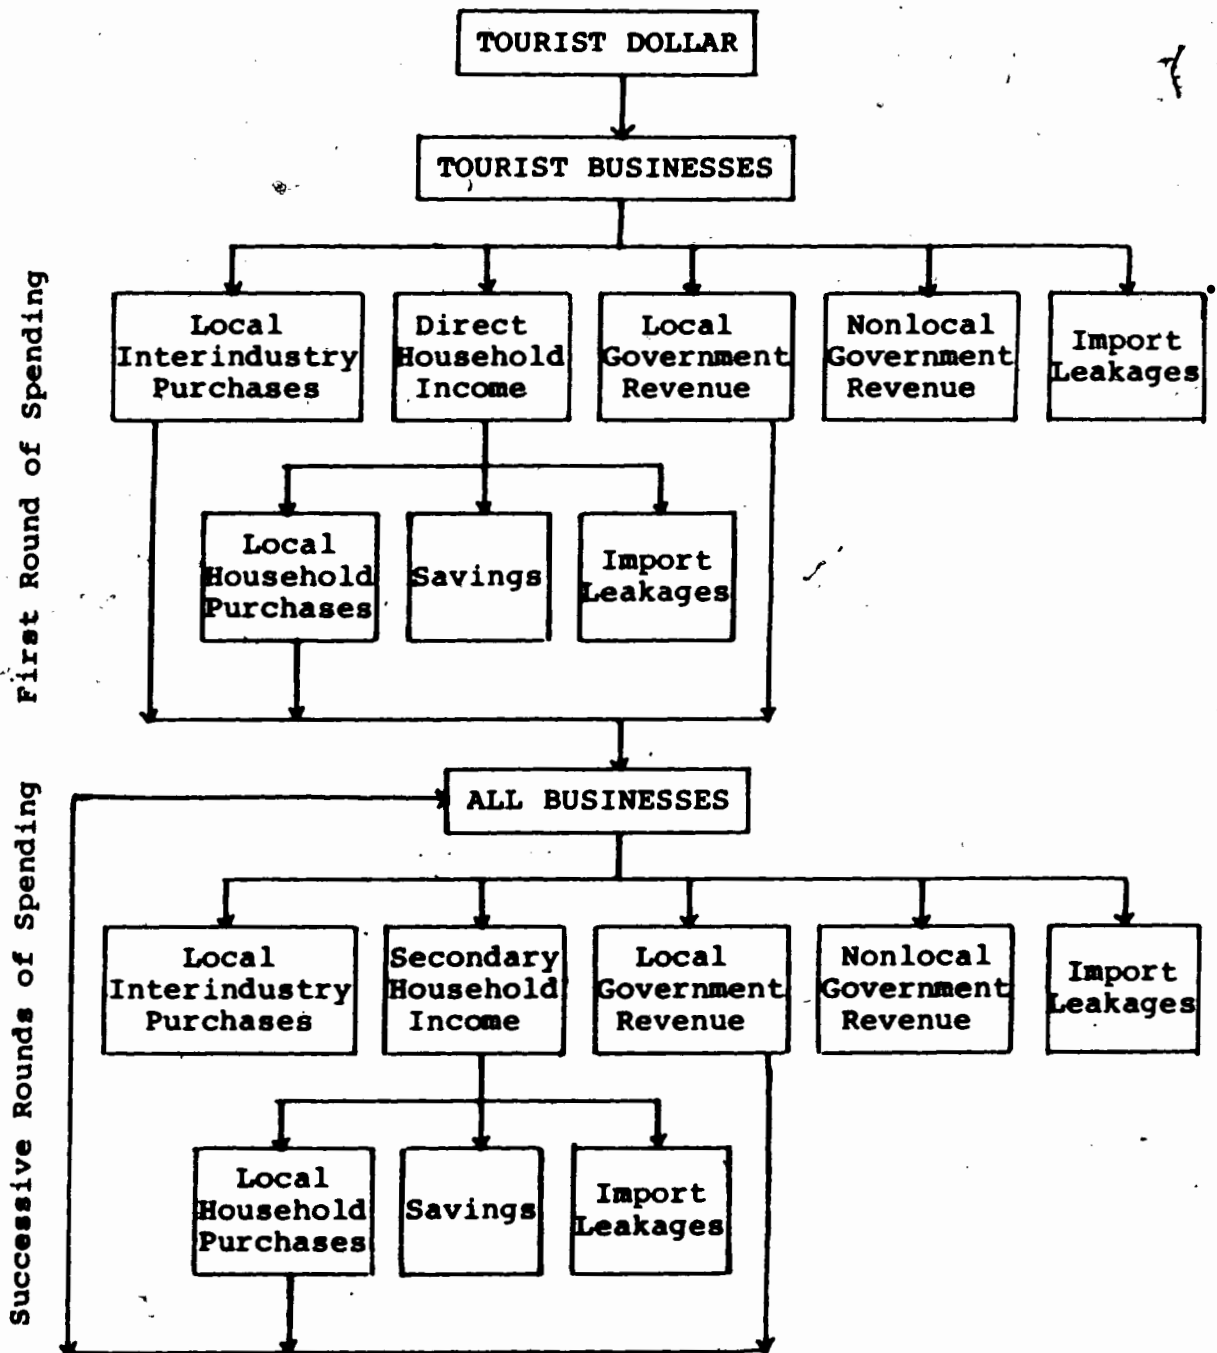 TOURIST DOLLAR
TOURIST BUSINESSES
First Round of Spending
Local
Interindustry
Purchases
Direct
Household
Income
Local
Government
Revenue
Nonlocal
Government
Revenue
Import
Leakages
Local
Household
Purchases
Savings
Import
Leakages
ALL BUSINESSES
Successive Rounds of Spending
Local
Interindustry
Purchases
Secondary
Household
Income
Local
Government
Revenue
Nonlocal
Government
Revenue
Import
Leakages
Local
Household
Purchases
Savings
Import
Leakages